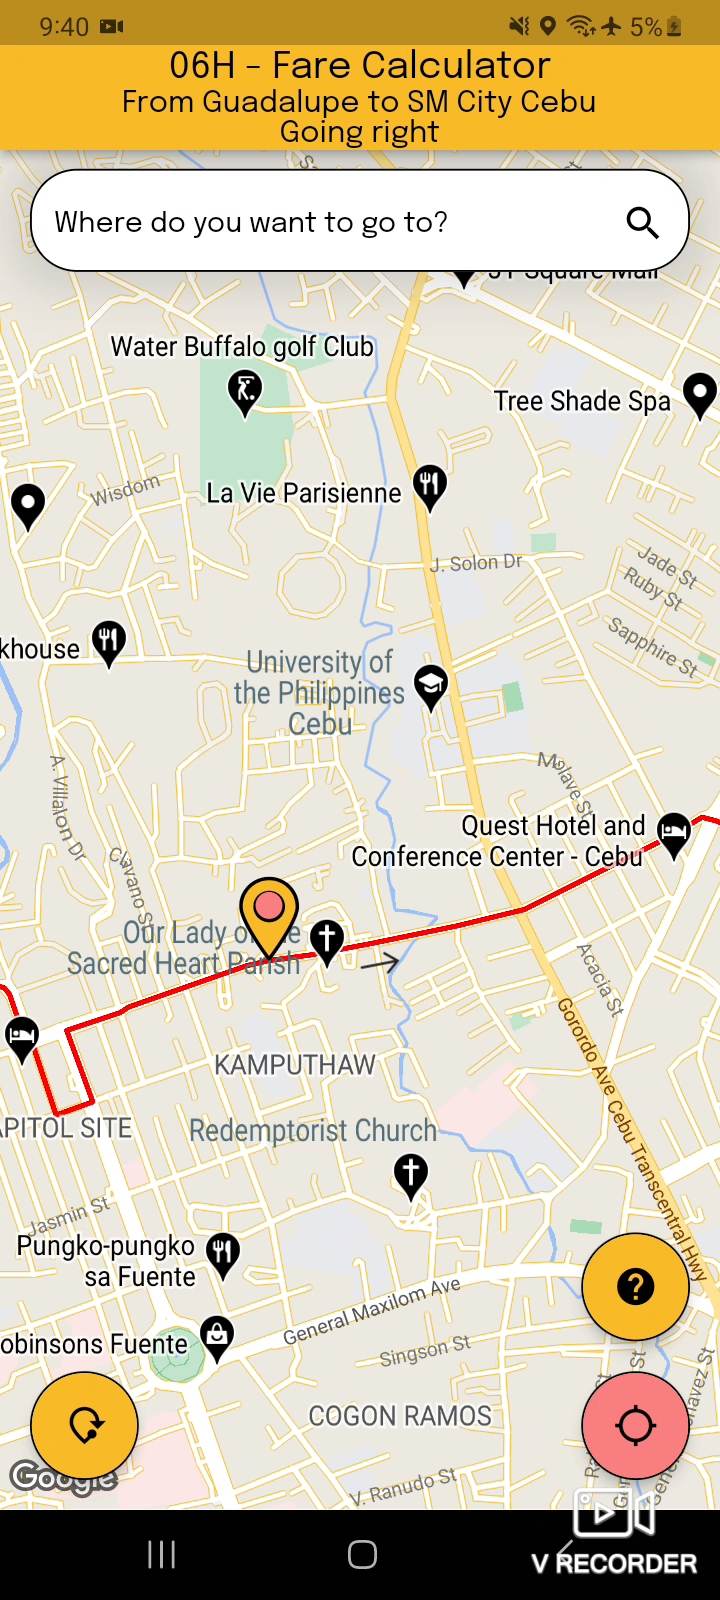 9:40
5%
06H - Fare Calculator
From Guadalupe to SM City Cebu
Going right
Where do you want to go to?
Square Mall
Water Buffalo golf Club
Tree Shade Spa
Wisdom
La Vie Parisienne
J. Solon Dr
Jade St
Ruby St
Sapphire St
khouse
University of
the Philippines
Cebu
A. Villalon Dr
Molave St
Quest Hotel and
Conference Center - Cebu
Clavano St
Our Lady of the
Sacred Heart Parish
Acacia St
Gorordo Ave
Cebu Transcentral Hwy
KAMPUTHAW
APITOL SITE
Redemptorist Church
Jasmin St
Pungko-pungko
sa Fuente
General Maxilom Ave
obinsons Fuente
Singson St
COGON RAMOS
V. Ranudo St
Google
V RECORDER